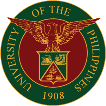 UNIVERSITY OF THE PHILIPPINES
1908